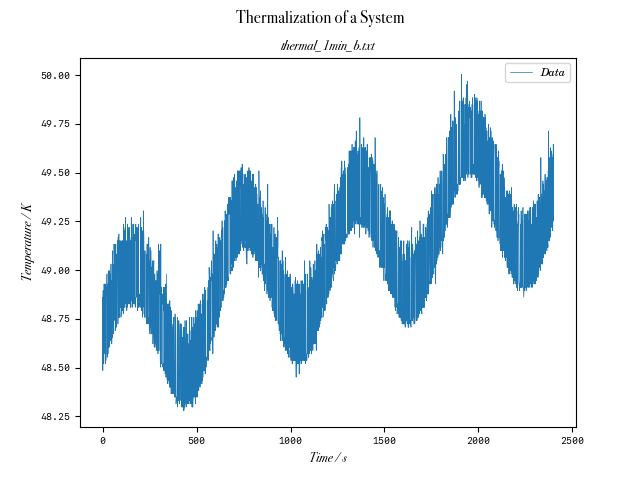 Thermalization of a System
thermal_1min_b.txt
Data
50.00
49.75
49.50
49.25
49.00
48.75
48.50
48.25
Temperature / K
0 500 1000 1500 2000 2500
Time / s